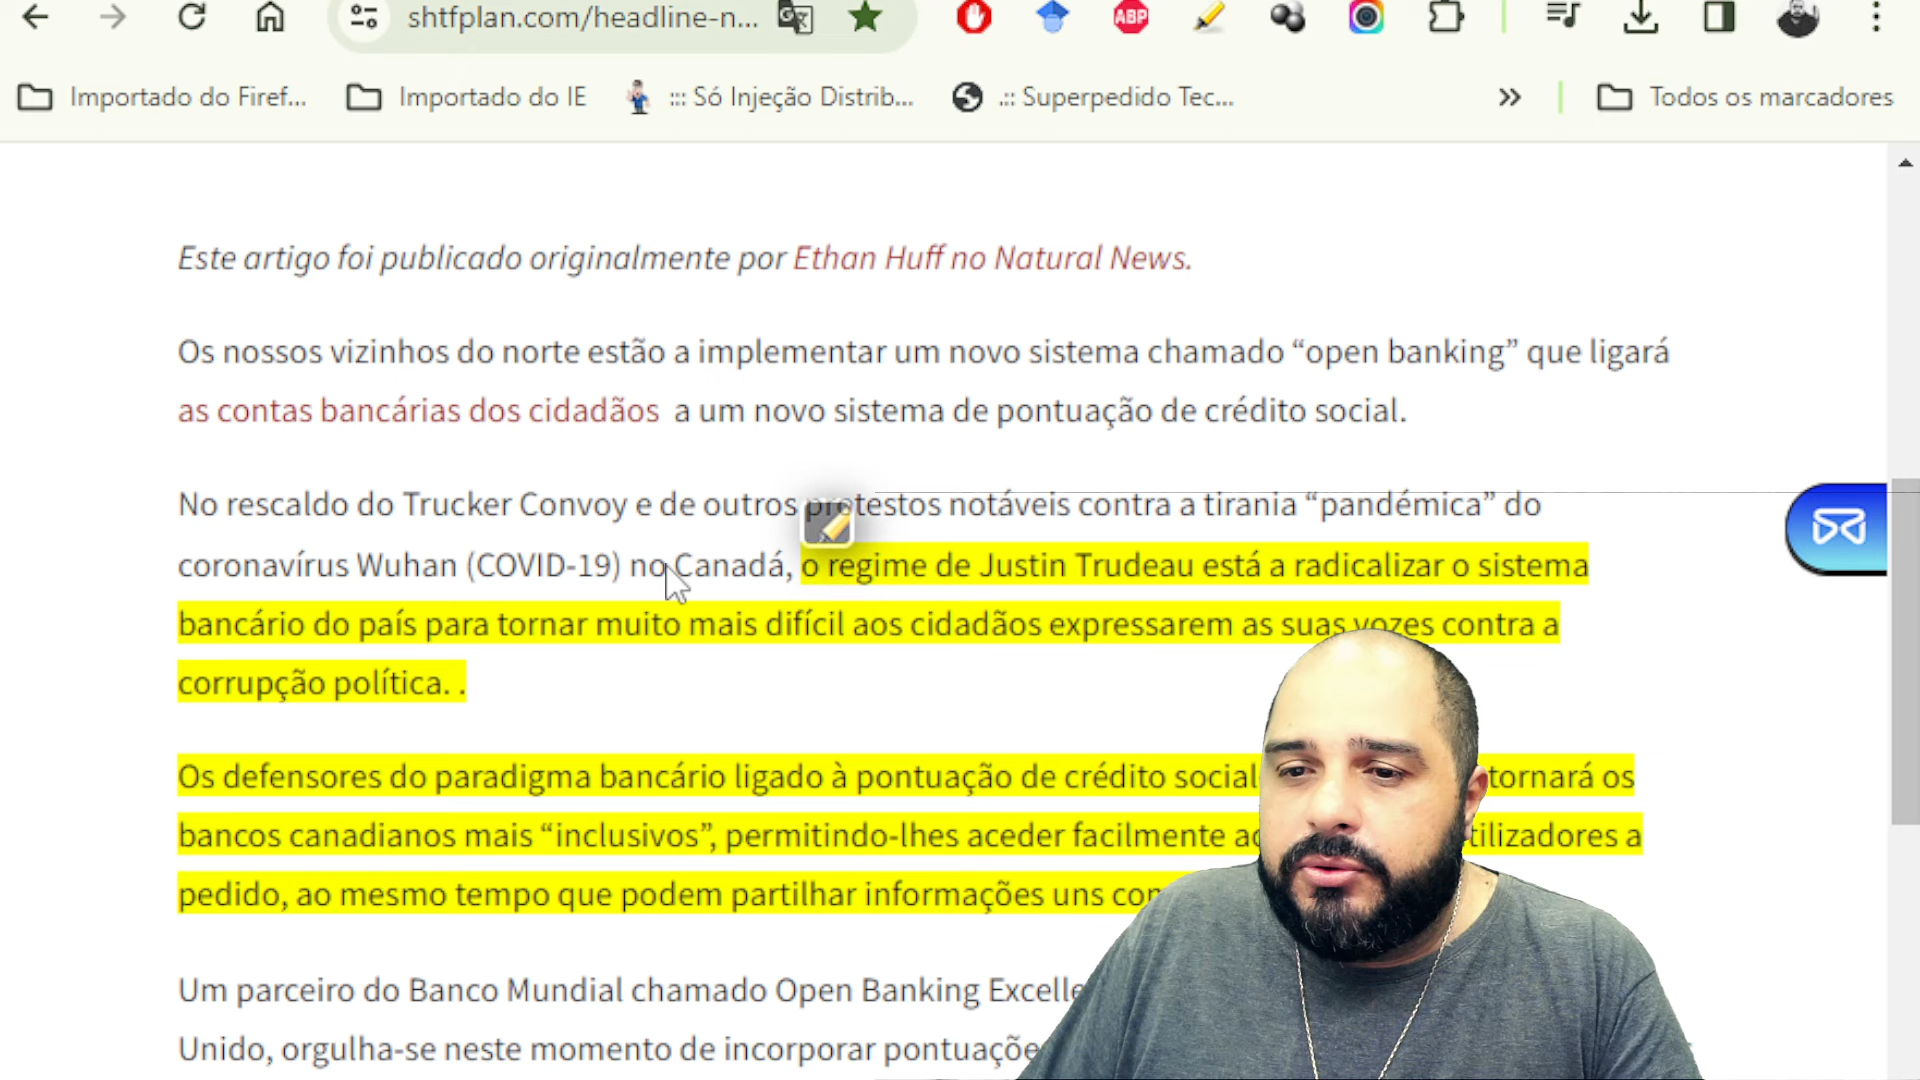 shtfplan.com/headline-n...
ABP
Importado do Firef...
Importado do IE
::: Só Injeção Distrib...
.:: Superpedido Tec...
Todos os marcadores
Este artigo foi publicado originalmente por Ethan Huff no Natural News.
Os nossos vizinhos do norte estão a implementar um novo sistema chamado “open banking” que ligará
as contas bancárias dos cidadãos a um novo sistema de pontuação de crédito social.
No rescaldo do Trucker Convoy e de outros protestos notáveis contra a tirania “pandémica” do
coronavírus Wuhan (COVID-19) no Canadá, o regime de Justin Trudeau está a radicalizar o sistema
bancário do país para tornar muito mais difícil aos cidadãos expressarem as suas vozes contra a
corrupção política. .
Os defensores do paradigma bancário ligado à pontuação de crédito social tornará os
bancos canadianos mais “inclusivos”, permitindo-lhes aceder facilmente a
pedido, ao mesmo tempo que podem partilhar informações uns
Um parceiro do Banco Mundial chamado Open Banking
Unido, orgulha-se neste momento de incorporar